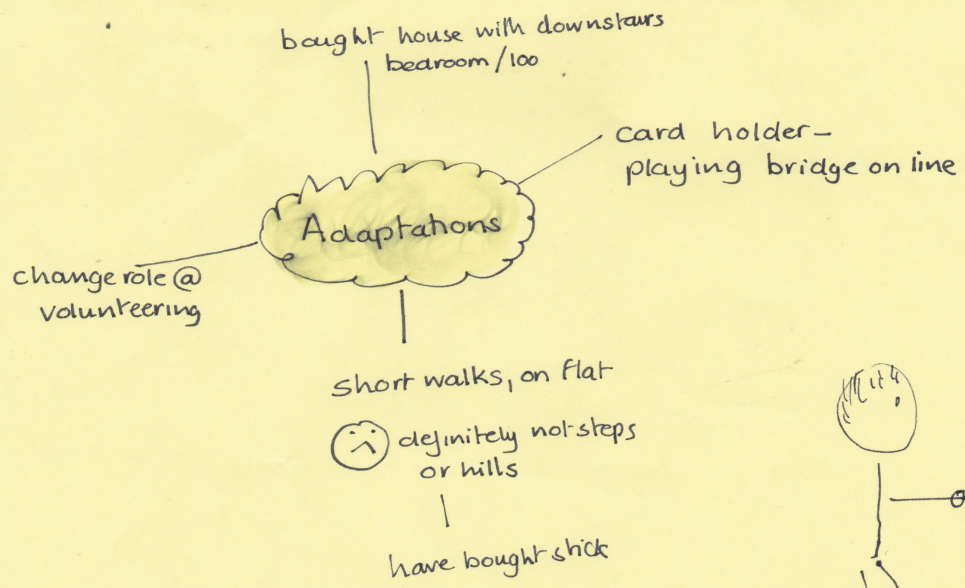 bought house with downstairs
bedroom/loo
card holder-
playing bridge on line
Adaptations
change role @
volunteering
short walks, on flat
definitely not steps
or hills
have bought stick